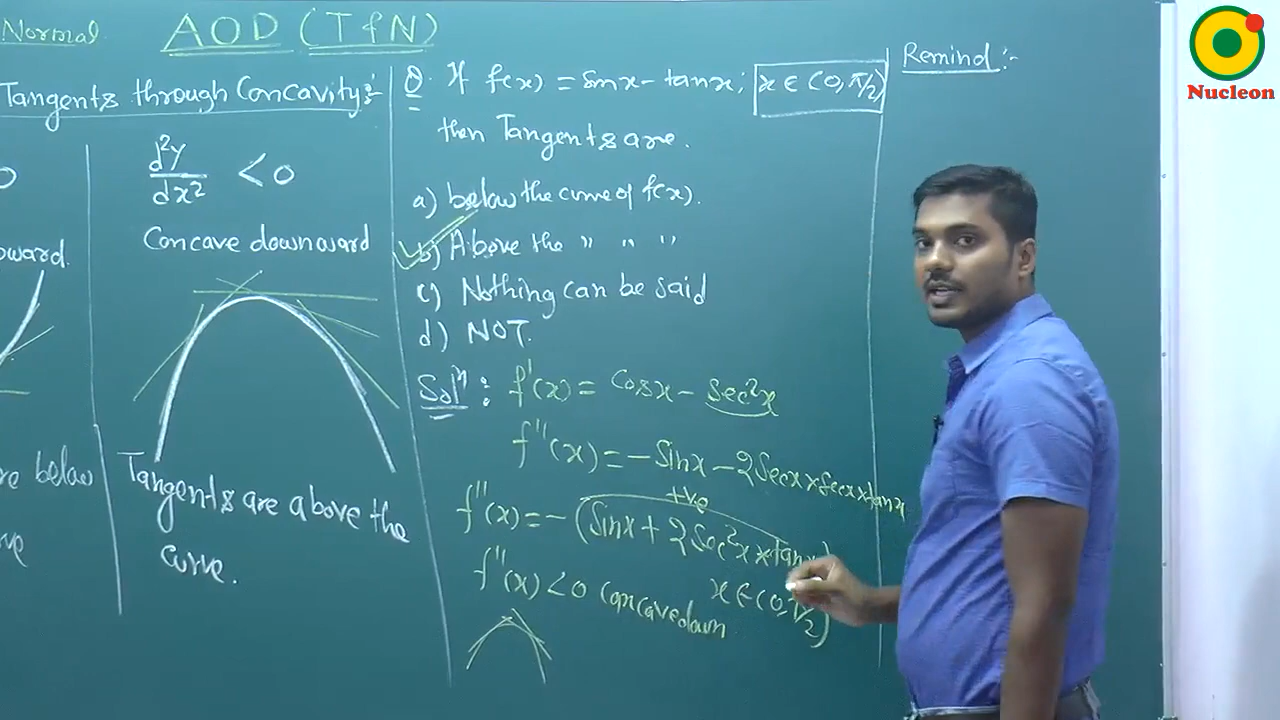 Normal
AOD (T&N)
Tangents through Concavity:-
d²y/dx² < 0
Concave downward
ward.
re below
ve
Tangents are above the
Curve.
Q. If f(x) = sinx - tanx; x ∈ (0, π/2)
then Tangents are.
a) below the curve of f(x).
b) Above the " " "
c) Nothing can be said
d) NOT.
Solⁿ: f'(x) = Cosx - Sec²x
f''(x) = -Sinx - 2Secx × Secx × tanx
+ve
f''(x) = -(Sinx + 2Sec²x × Tanx)
x ∈ (0, π/2)
f''(x) < 0 Concave down
Remind:-
Nucleon